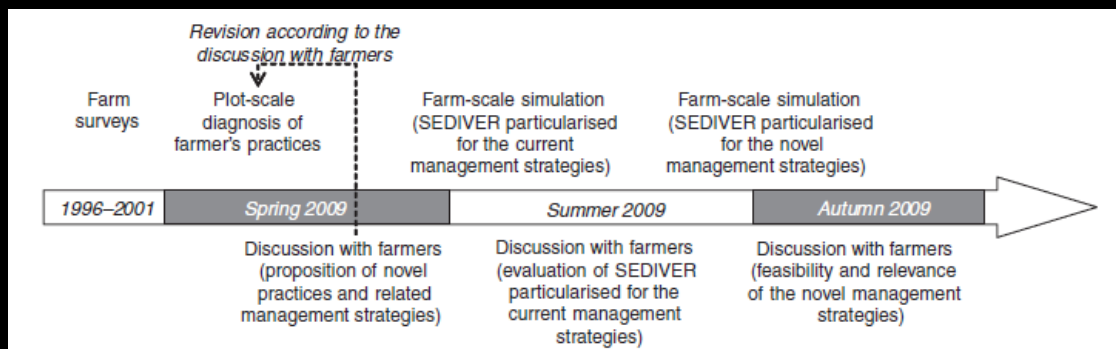 Revision according to the
discussion with farmers
Farm
surveys
Plot-scale
diagnosis of
farmer's practices
Farm-scale simulation
(SEDIVER particularised
for the current
management strategies)
Farm-scale simulation
(SEDIVER particularised
for the novel
management strategies)
1996–2001
Spring 2009
Summer 2009
Autumn 2009
Discussion with farmers
(proposition of novel
practices and related
management strategies)
Discussion with farmers
(evaluation of SEDIVER
particularised for the
current management
strategies)
Discussion with farmers
(feasibility and relevance
of the novel management
strategies)